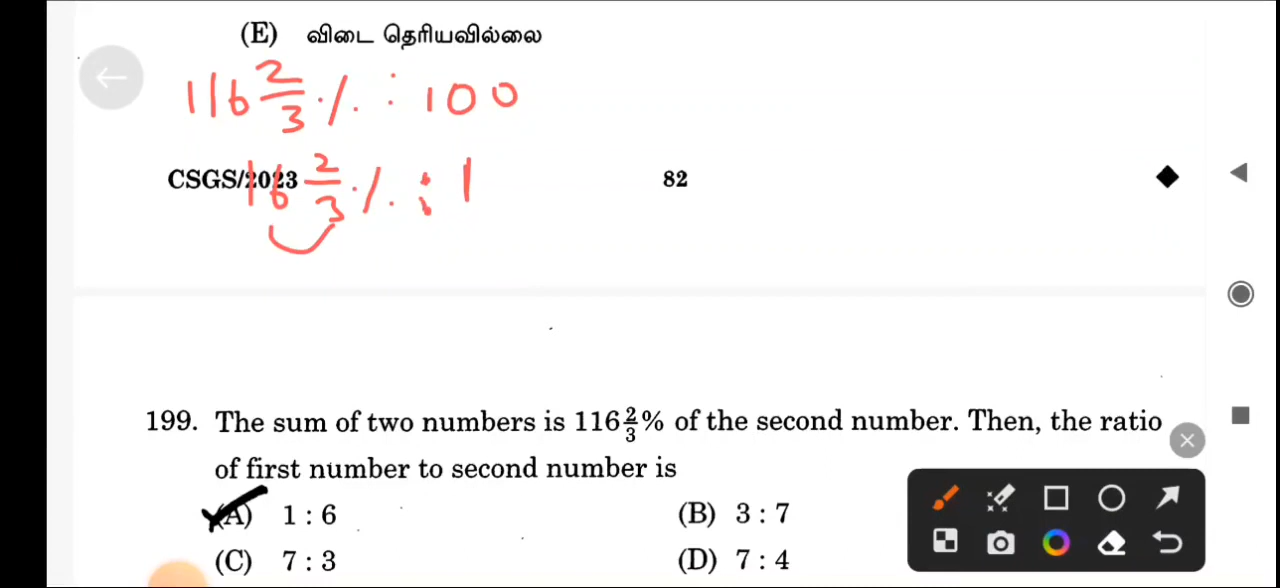 (E) விடை தெரியவில்லை
116 2/3 % : 100
CSGS/2023 82
16 2/3 % : 1
199. The sum of two numbers is 116 2/3% of the second number. Then, the ratio
of first number to second number is
(A) 1 : 6 (B) 3 : 7
(C) 7 : 3 (D) 7 : 4